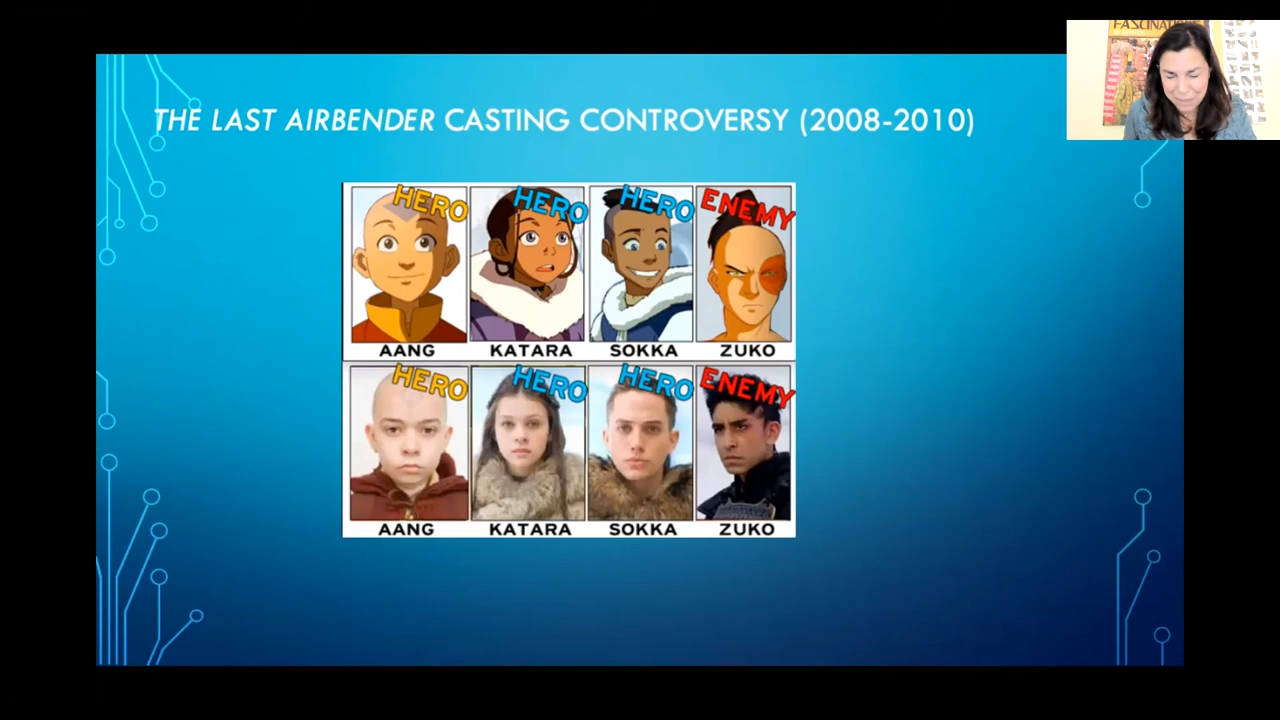 FASCINATING
THE LAST AIRBENDER CASTING CONTROVERSY (2008-2010)
HERO HERO HERO ENEMY
AANG KATARA SOKKA ZUKO
HERO HERO HERO ENEMY
AANG KATARA SOKKA ZUKO